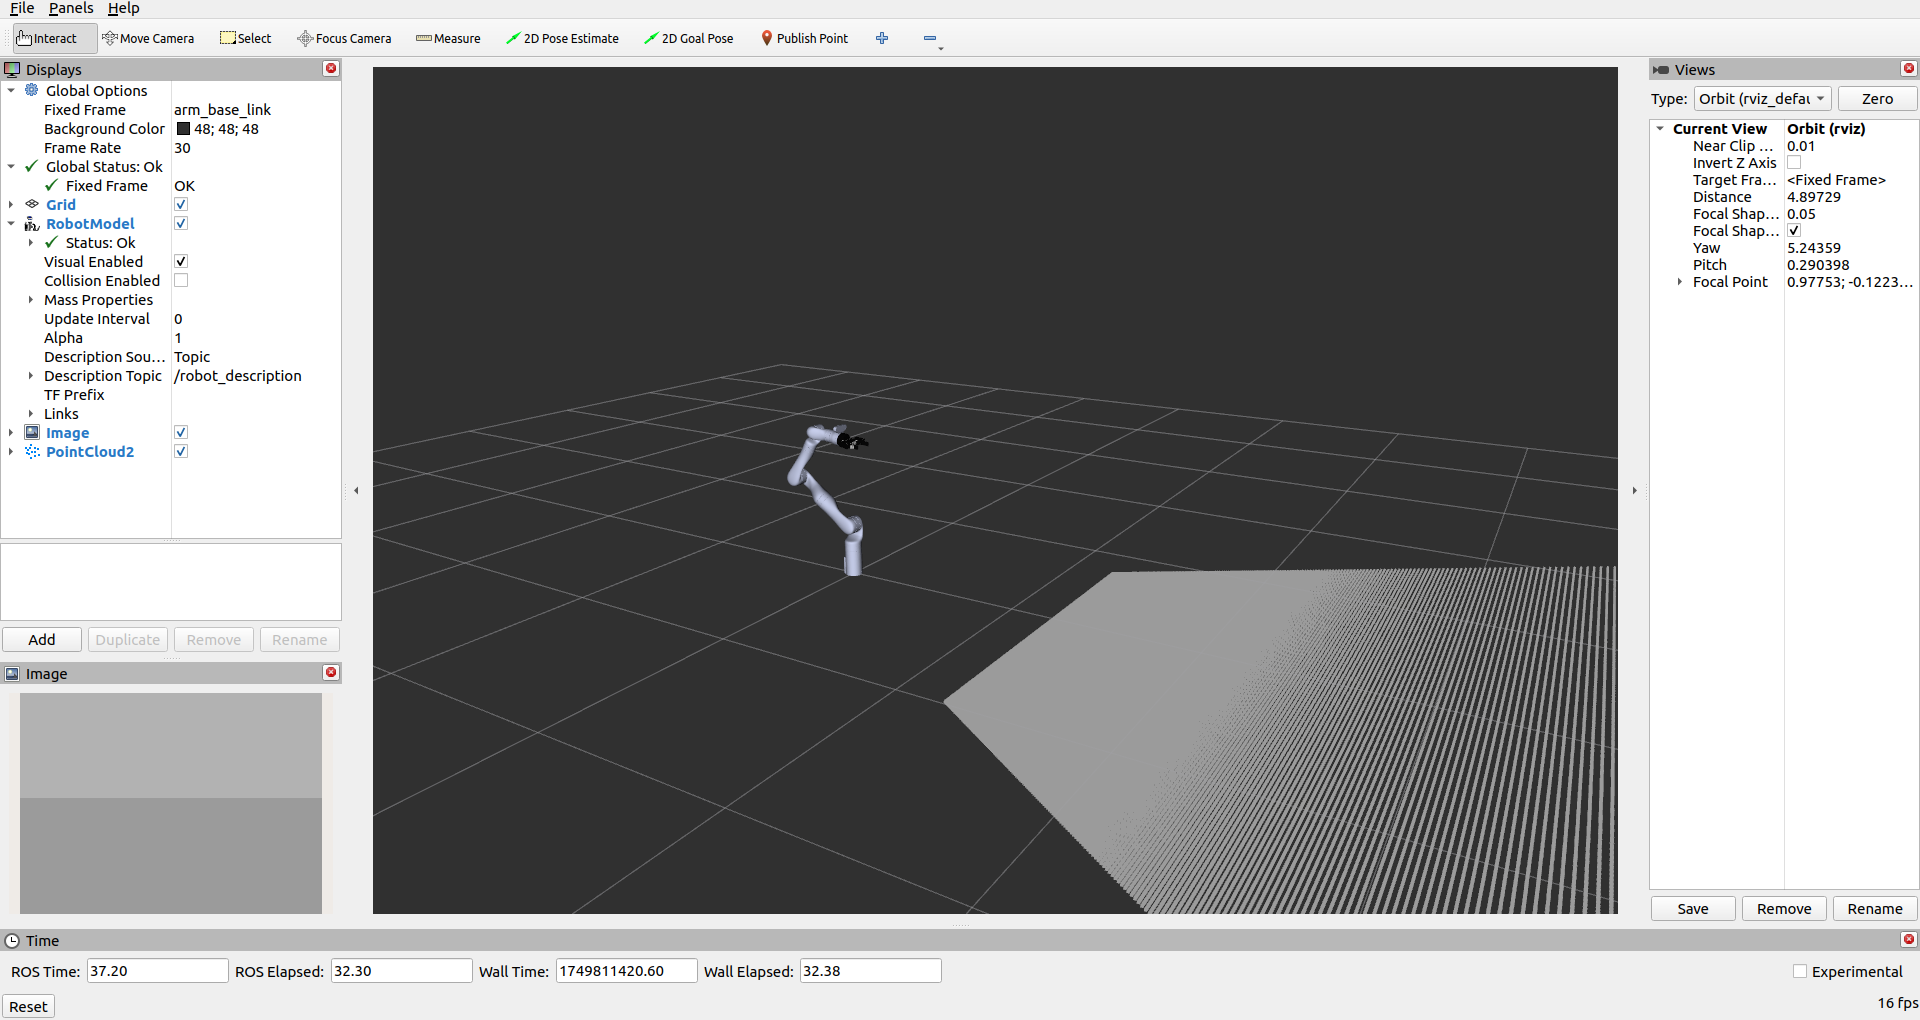 File Panels Help
Interact Move Camera Select Focus Camera Measure 2D Pose Estimate 2D Goal Pose Publish Point
Displays
Global Options
Fixed Frame arm_base_link
Background Color 48; 48; 48
Frame Rate 30
Global Status: Ok
Fixed Frame OK
Grid
RobotModel
Status: Ok
Visual Enabled
Collision Enabled
Mass Properties
Update Interval 0
Alpha 1
Description Sou... Topic
Description Topic /robot_description
TF Prefix
Links
Image
PointCloud2
Add Duplicate Remove Rename
Image
Views
Type: Orbit (rviz_defau Zero
Current View Orbit (rviz)
Near Clip ... 0.01
Invert Z Axis
Target Fra... <Fixed Frame>
Distance 4.89729
Focal Shap... 0.05
Focal Shap...
Yaw 5.24359
Pitch 0.290398
Focal Point 0.97753; -0.1223...
Save Remove Rename
Time
ROS Time: 37.20 ROS Elapsed: 32.30 Wall Time: 1749811420.60 Wall Elapsed: 32.38 Experimental
Reset 16 fps